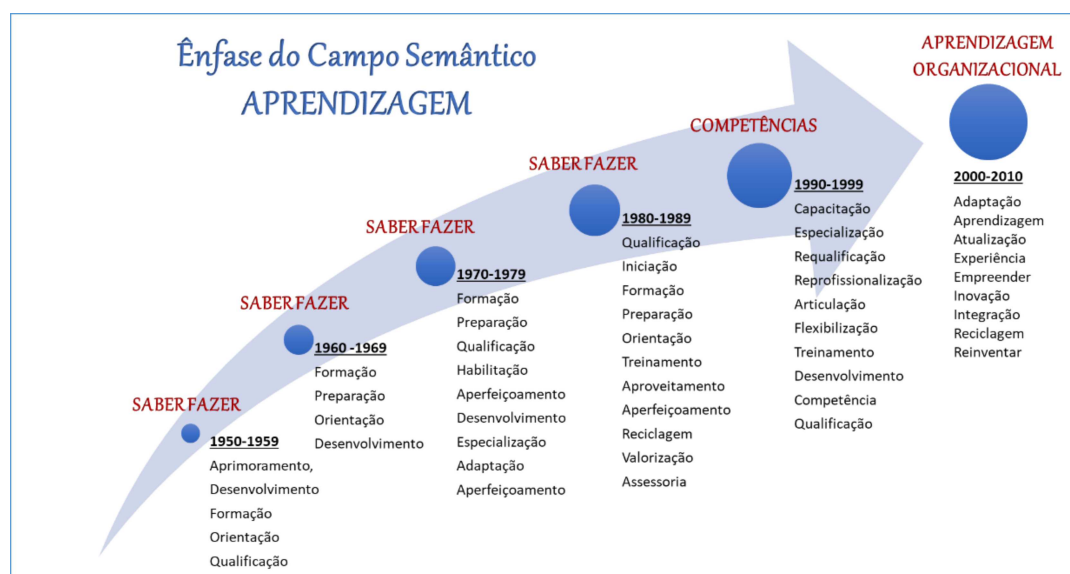 Ênfase do Campo Semântico
APRENDIZAGEM
SABER FAZER
1950-1959
Aprimoramento,
Desenvolvimento
Formação
Orientação
Qualificação
SABER FAZER
1960 -1969
Formação
Preparação
Orientação
Desenvolvimento
SABER FAZER
1970-1979
Formação
Preparação
Qualificação
Habilitação
Aperfeiçoamento
Desenvolvimento
Especialização
Adaptação
Aperfeiçoamento
SABER FAZER
1980-1989
Qualificação
Iniciação
Formação
Preparação
Orientação
Treinamento
Aproveitamento
Aperfeiçoamento
Reciclagem
Valorização
Assessoria
COMPETÊNCIAS
1990-1999
Capacitação
Especialização
Requalificação
Reprofissionalização
Articulação
Flexibilização
Treinamento
Desenvolvimento
Competência
Qualificação
APRENDIZAGEM
ORGANIZACIONAL
2000-2010
Adaptação
Aprendizagem
Atualização
Experiência
Empreender
Inovação
Integração
Reciclagem
Reinventar